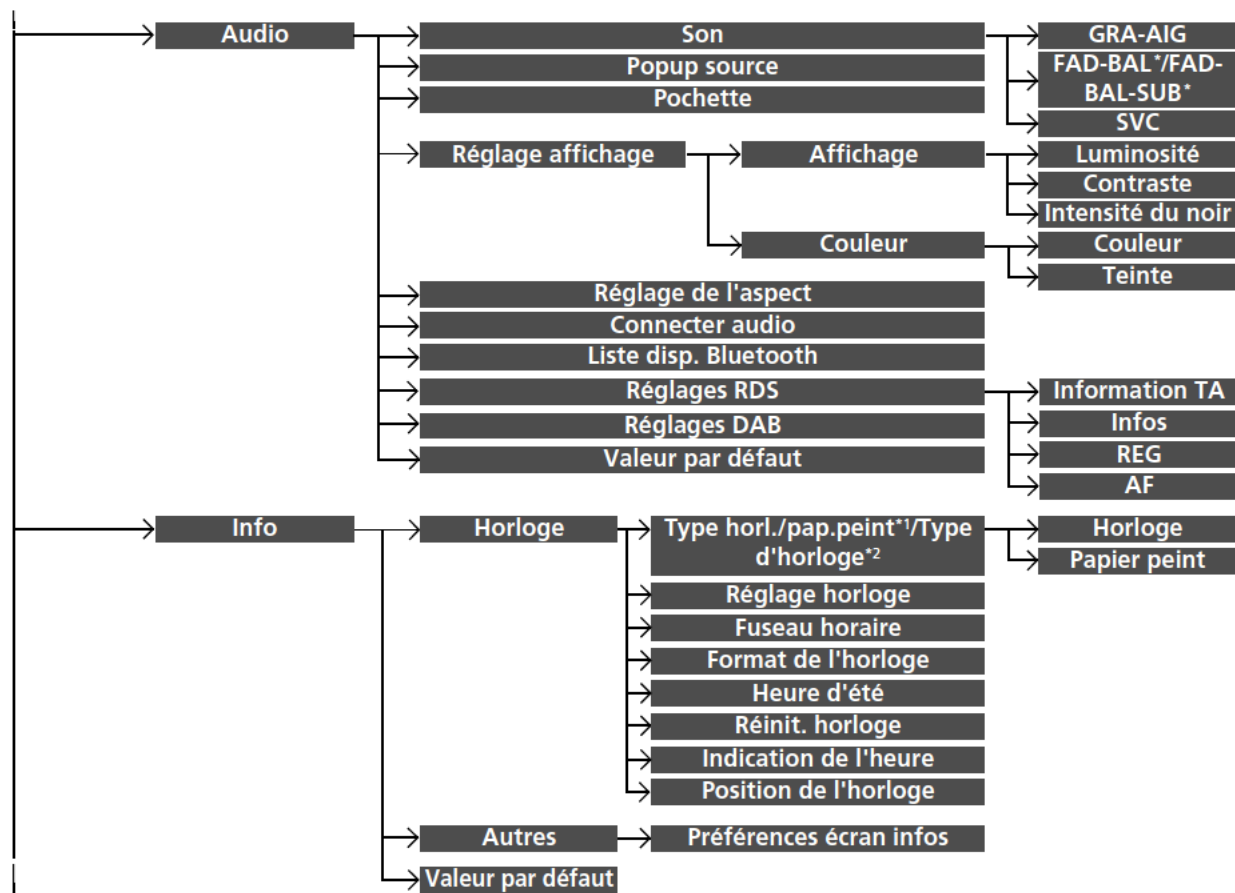 Audio
Son
GRA-AIG
FAD-BAL*/FAD-
BAL-SUB*
SVC
Popup source
Pochette
Réglage affichage
Affichage
Luminosité
Contraste
Intensité du noir
Couleur
Couleur
Teinte
Réglage de l'aspect
Connecter audio
Liste disp. Bluetooth
Réglages RDS
Information TA
Infos
REG
AF
Réglages DAB
Valeur par défaut
Info
Horloge
Type horl./pap.peint*1/Type
d'horloge*2
Horloge
Papier peint
Réglage horloge
Fuseau horaire
Format de l'horloge
Heure d'été
Réinit. horloge
Indication de l'heure
Position de l'horloge
Autres
Préférences écran infos
Valeur par défaut